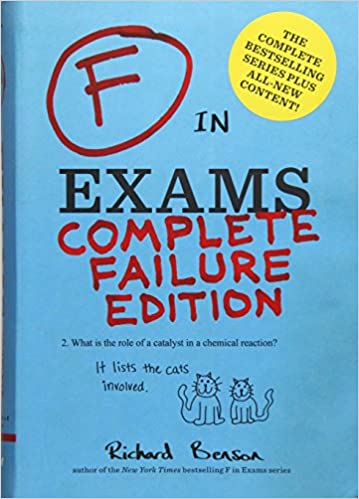 THE
COMPLETE
BESTSELLING
SERIES PLUS
ALL-NEW
CONTENT!
F IN
EXAMS
COMPLETE
FAILURE
EDITION
2. What is the role of a catalyst in a chemical reaction?
It lists the cats
involved.
Richard Benson
author of the New York Times bestselling F in Exams series